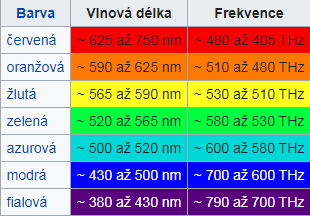 Barva Vlnová délka Frekvence
červená ~ 625 až 750 nm ~ 480 až 405 THz
oranžová ~ 590 až 625 nm ~ 510 až 480 THz
žlutá ~ 565 až 590 nm ~ 530 až 510 THz
zelená ~ 520 až 565 nm ~ 580 až 530 THz
azurová ~ 500 až 520 nm ~ 600 až 580 THz
modrá ~ 430 až 500 nm ~ 700 až 600 THz
fialová ~ 380 až 430 nm ~ 790 až 700 THz